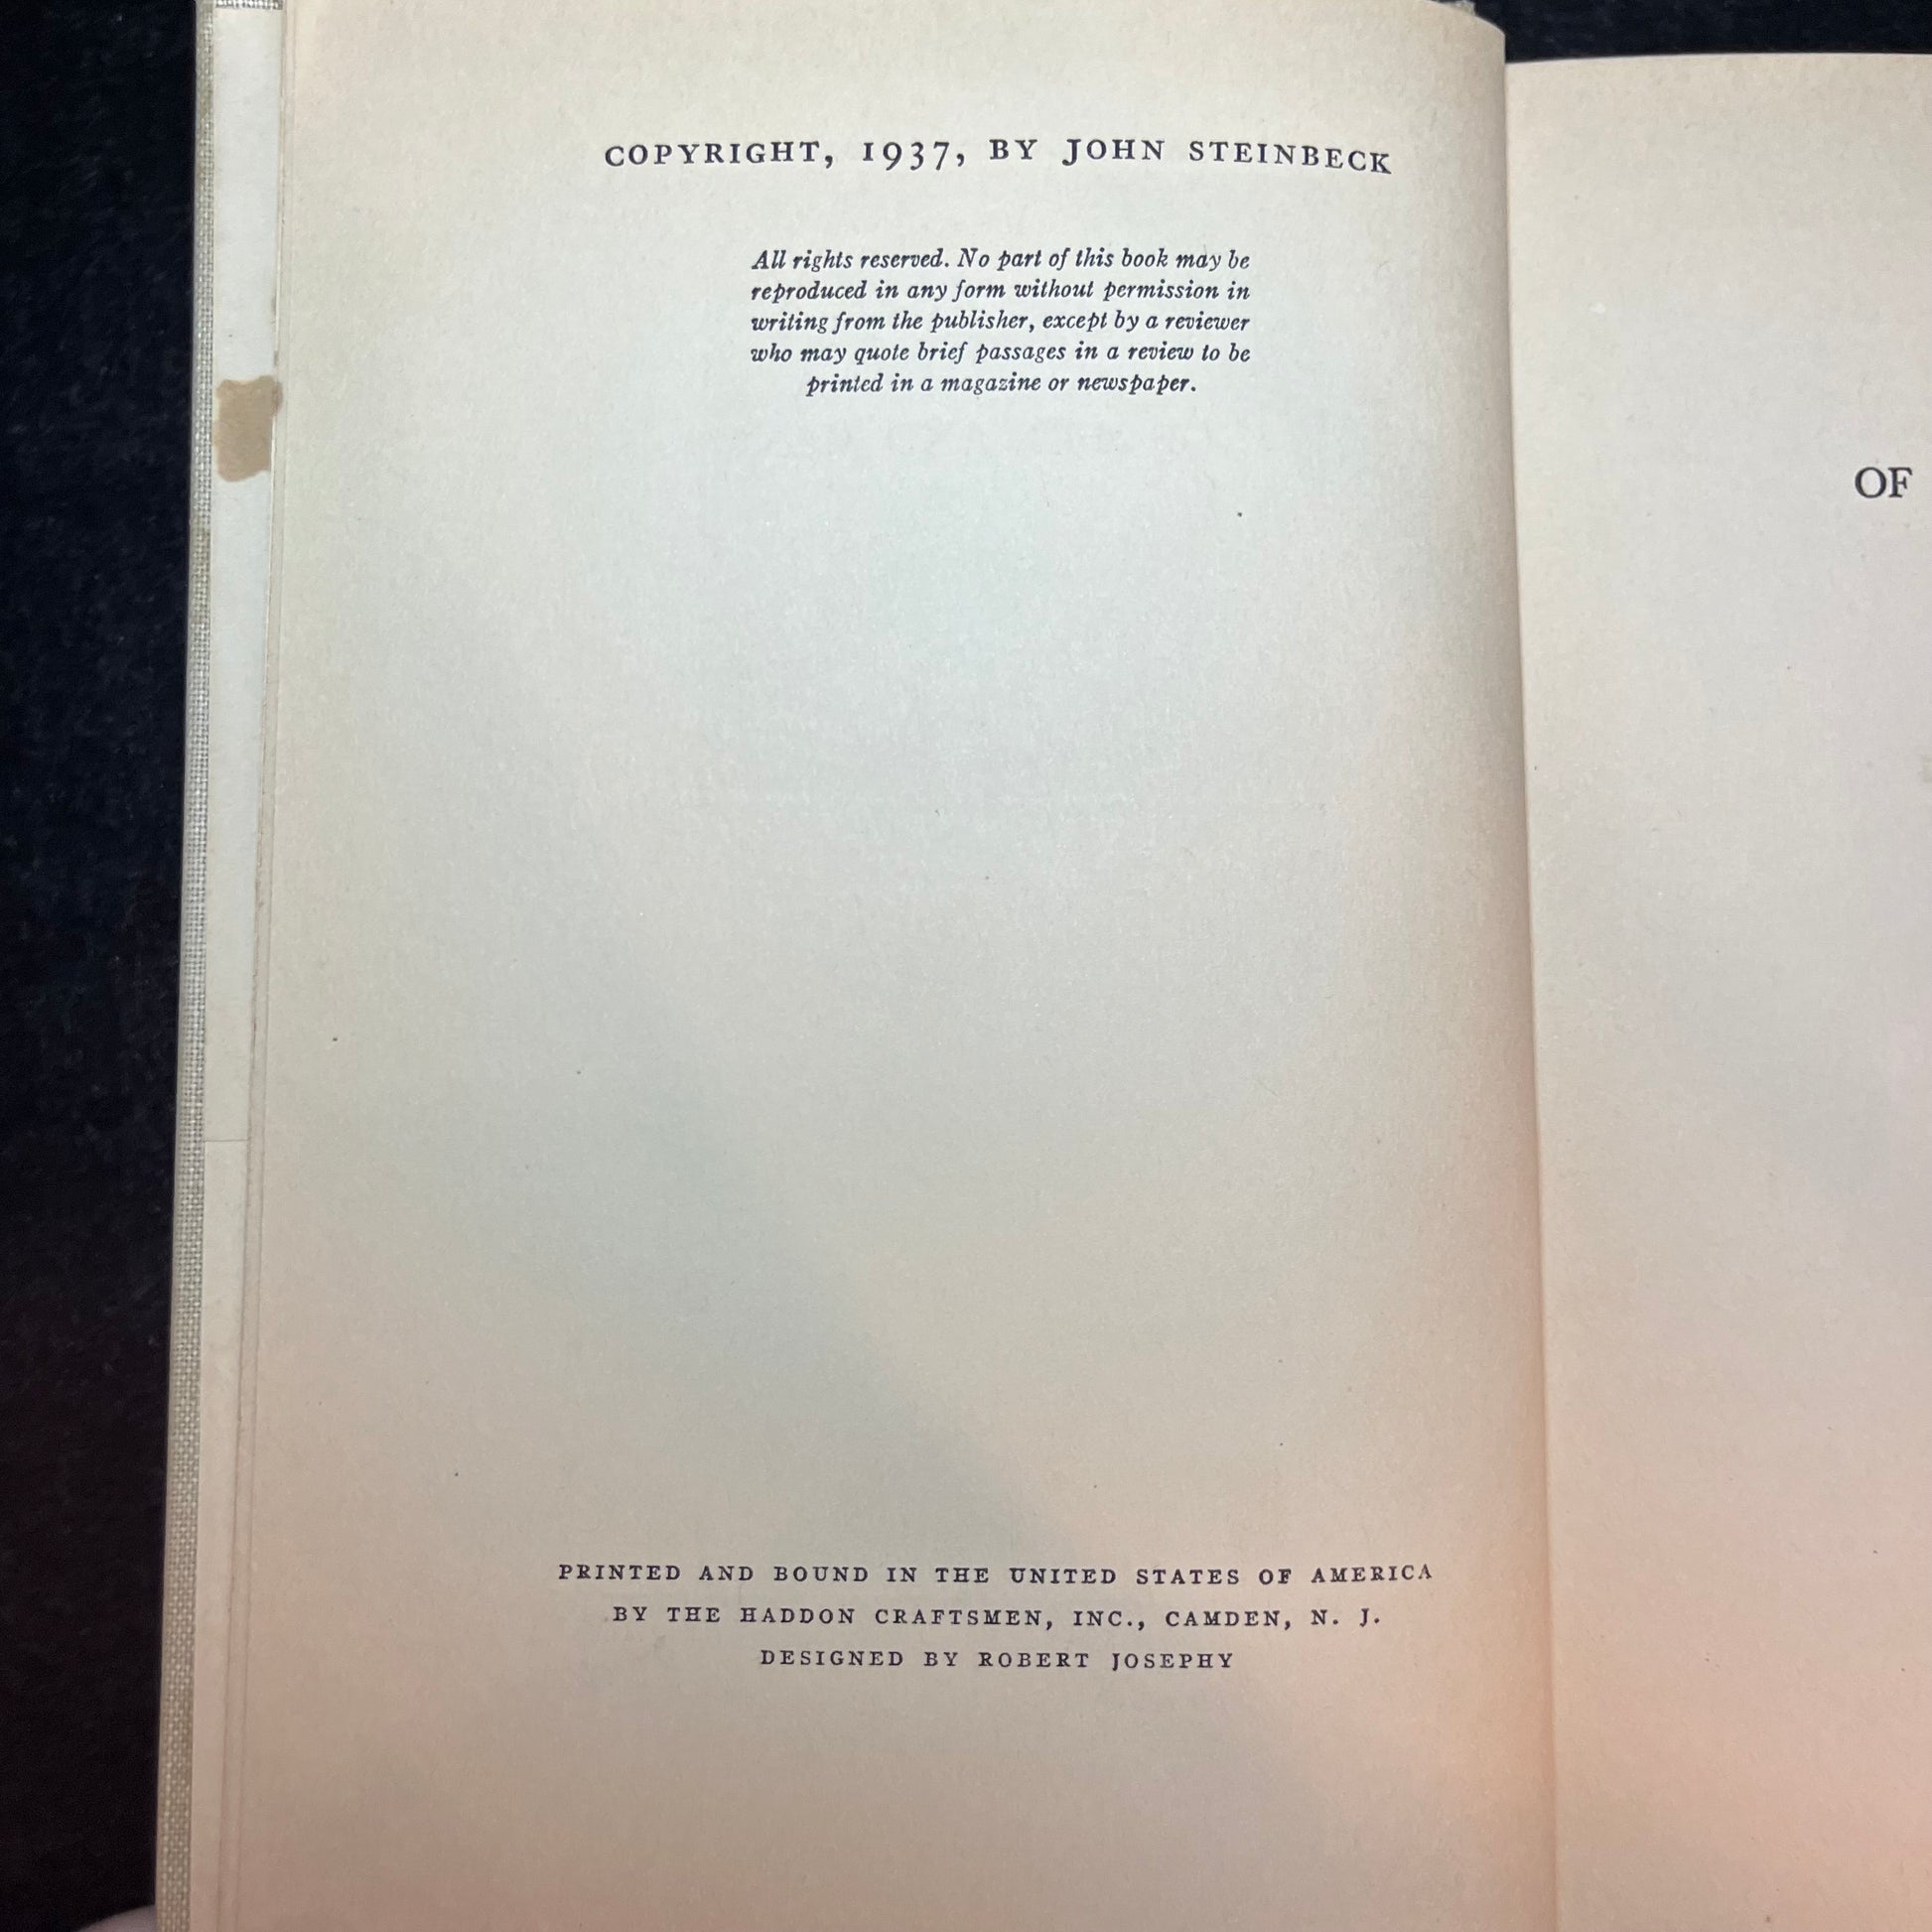 COPYRIGHT, 1937, BY JOHN STEINBECK
All rights reserved. No part of this book may be
reproduced in any form without permission in
writing from the publisher, except by a reviewer
who may quote brief passages in a review to be
printed in a magazine or newspaper.
PRINTED AND BOUND IN THE UNITED STATES OF AMERICA
BY THE HADDON CRAFTSMEN, INC., CAMDEN, N. J.
DESIGNED BY ROBERT JOSEPHY
OF